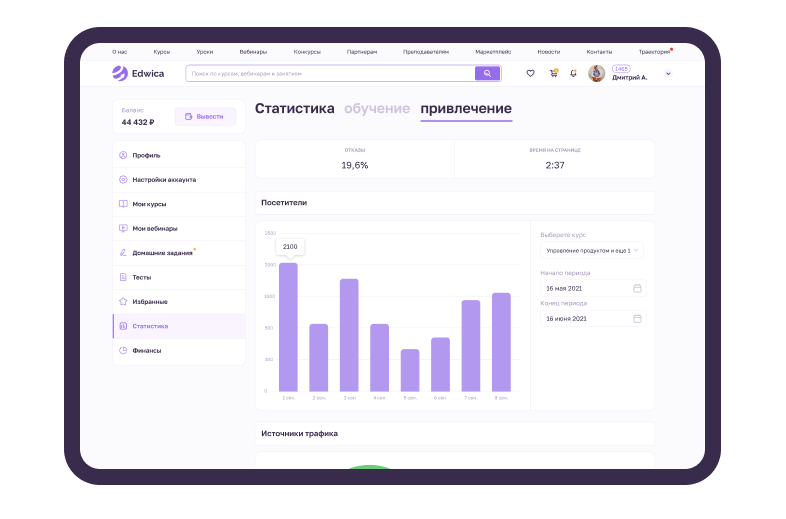 О нас Курсы Уроки Вебинары Конкурсы Партнерам Преподавателям Маркетплейс Новости Контакты Траектория
Edwica
Поиск по курсам, вебинарам и занятиям
1465
Дмитрий А.
Баланс
44 432 ₽
Вывести
Профиль
Настройки аккаунта
Мои курсы
Мои вебинары
Домашние задания
Тесты
Избранные
Статистика
Финансы
Статистика обучение привлечение
ОТКАЗЫ
19,6%
ВРЕМЯ НА СТРАНИЦЕ
2:37
Посетители
2500
2100
2000
500
0
1 сен. 2 сен. 3 сен. 4 сен. 5 сен. 6 сен. 7 сен. 8 сен.
Выберете курс
Управление продуктом и еще 1
Начало периода
16 мая 2021
Конец периода
16 июня 2021
Источники трафика